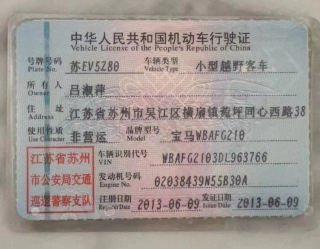 中华人民共和国机动车行驶证
Vehicle License of the People's Republic of China
号牌号码 苏EV5Z80 车辆类型 小型越野客车
Plate No. Vehicle Type
所有人 吕淑萍
Owner
住址 江苏省苏州市吴江区横扇镇菀坪同心西路38
Address
使用性质 非营运 品牌型号 宝马WBAFG210
Use Character Model
江苏省苏州 车辆识别代号 WBAFG2103DL963766
VIN
市公安局交通 发动机号码 02038439N55B30A
Engine No.
巡逻警察支队 注册日期 2013-06-09 发证日期 2013-06-09
Register Date Issue Date